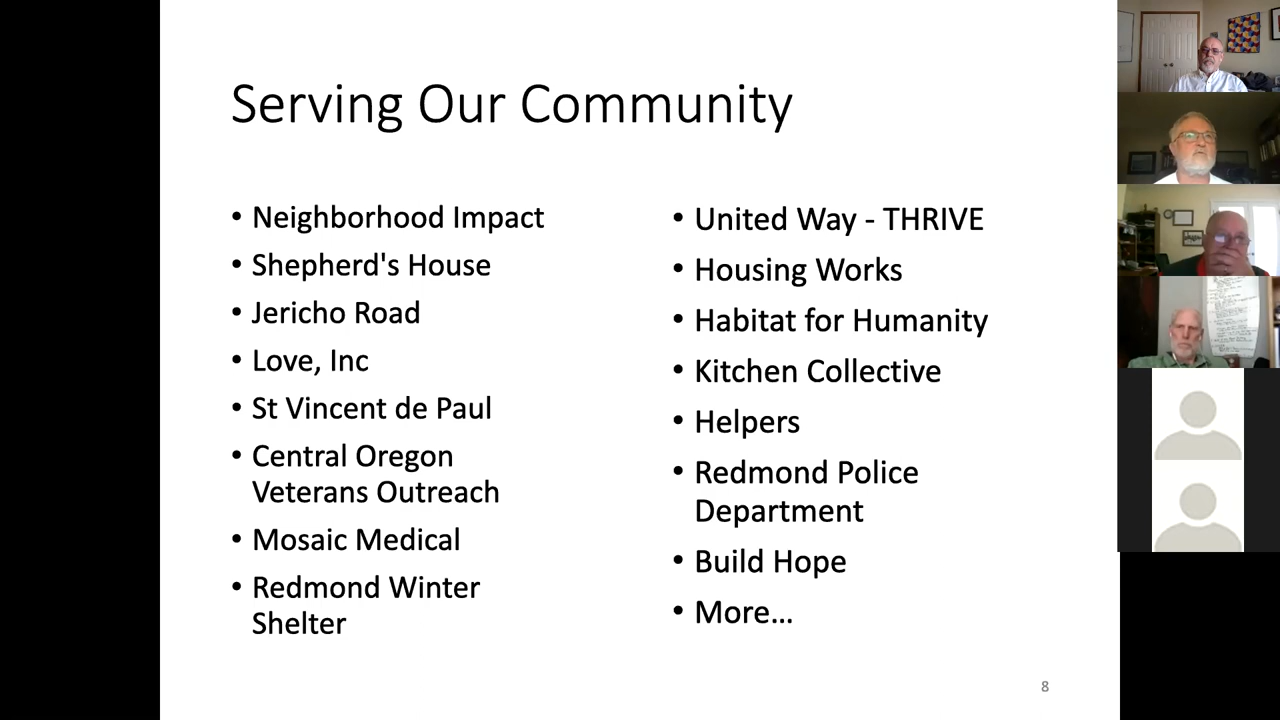 Serving Our Community
• Neighborhood Impact
• Shepherd's House
• Jericho Road
• Love, Inc
• St Vincent de Paul
• Central Oregon
Veterans Outreach
• Mosaic Medical
• Redmond Winter
Shelter
• United Way - THRIVE
• Housing Works
• Habitat for Humanity
• Kitchen Collective
• Helpers
• Redmond Police
Department
• Build Hope
• More...
8